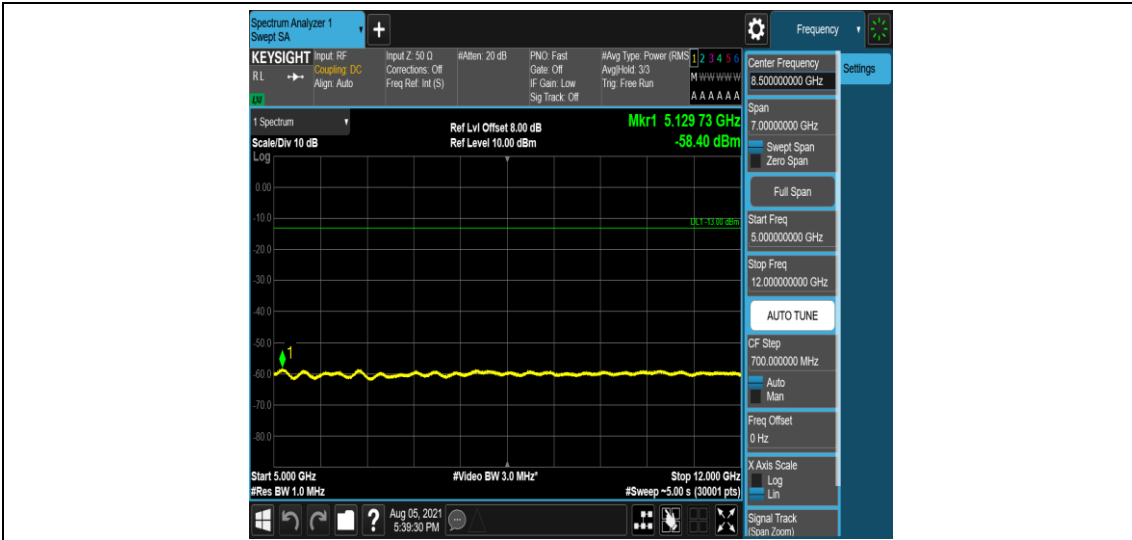 Spectrum Analyzer 1
Swept SA
+
Frequency
KEYSIGHT
RL
LXI
Input: RF
Coupling: DC
Align: Auto
Input Z: 50 Ω
Corrections: Off
Freq Ref: Int (S)
#Atten: 20 dB
PNO: Fast
Gate: Off
IF Gain: Low
Sig Track: Off
#Avg Type: Power (RMS
Avg|Hold: 3/3
Trig: Free Run
1 2 3 4 5 6
M W W W W W
A A A A A A
1 Spectrum
Scale/Div 10 dB
Ref Lvl Offset 8.00 dB
Ref Level 10.00 dBm
Mkr1 5.129 73 GHz
-58.40 dBm
Log
0.00
-10.0
DL1 -13.00 dBm
-20.0
-30.0
-40.0
-50.0
1
-60.0
-70.0
-80.0
Start 5.000 GHz
#Res BW 1.0 MHz
#Video BW 3.0 MHz*
Stop 12.000 GHz
#Sweep ~5.00 s (30001 pts)
?
Aug 05, 2021
5:39:30 PM
Center Frequency
8.500000000 GHz
Settings
Span
7.00000000 GHz
Swept Span
Zero Span
Full Span
Start Freq
5.000000000 GHz
Stop Freq
12.000000000 GHz
AUTO TUNE
CF Step
700.000000 MHz
Auto
Man
Freq Offset
0 Hz
X Axis Scale
Log
Lin
Signal Track
(Span Zoom)